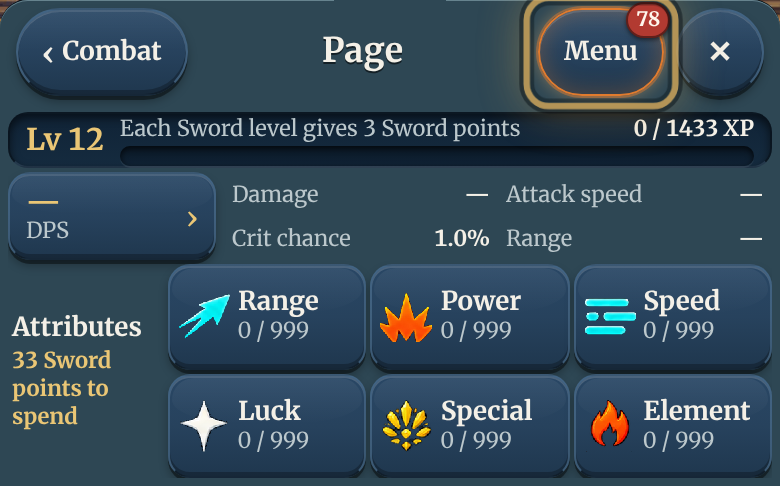 ‹ Combat
Page
Menu
78
×
Lv 12
Each Sword level gives 3 Sword points
0 / 1433 XP
—
DPS
›
Damage —
Attack speed —
Crit chance 1.0%
Range —
Attributes
33 Sword
points to
spend
Range
0 / 999
Power
0 / 999
Speed
0 / 999
Luck
0 / 999
Special
0 / 999
Element
0 / 999